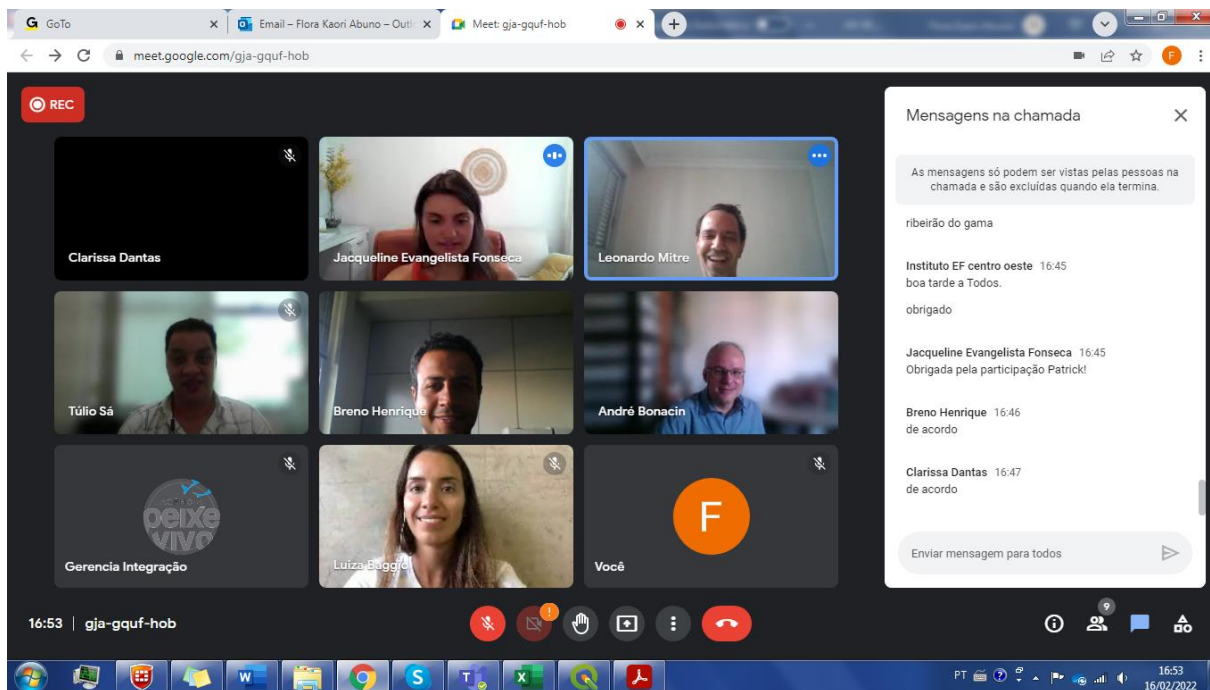 GoTo
Email – Flora Kaori Abuno – Outl
Meet: gja-gquf-hob
meet.google.com/gja-gquf-hob
F
REC
Clarissa Dantas
Jacqueline Evangelista Fonseca
Leonardo Mitre
Túlio Sá
Breno Henrique
André Bonacin
peixe
VIVO
Gerencia Integração
Luiza Baggio
F
Você
Mensagens na chamada
As mensagens só podem ser vistas pelas pessoas na
chamada e são excluídas quando ela termina.
ribeirão do gama
Instituto EF centro oeste 16:45
boa tarde a Todos.
obrigado
Jacqueline Evangelista Fonseca 16:45
Obrigada pela participação Patrick!
Breno Henrique 16:46
de acordo
Clarissa Dantas 16:47
de acordo
Enviar mensagem para todos
16:53 | gja-gquf-hob
9
PT
16:53
16/02/2022